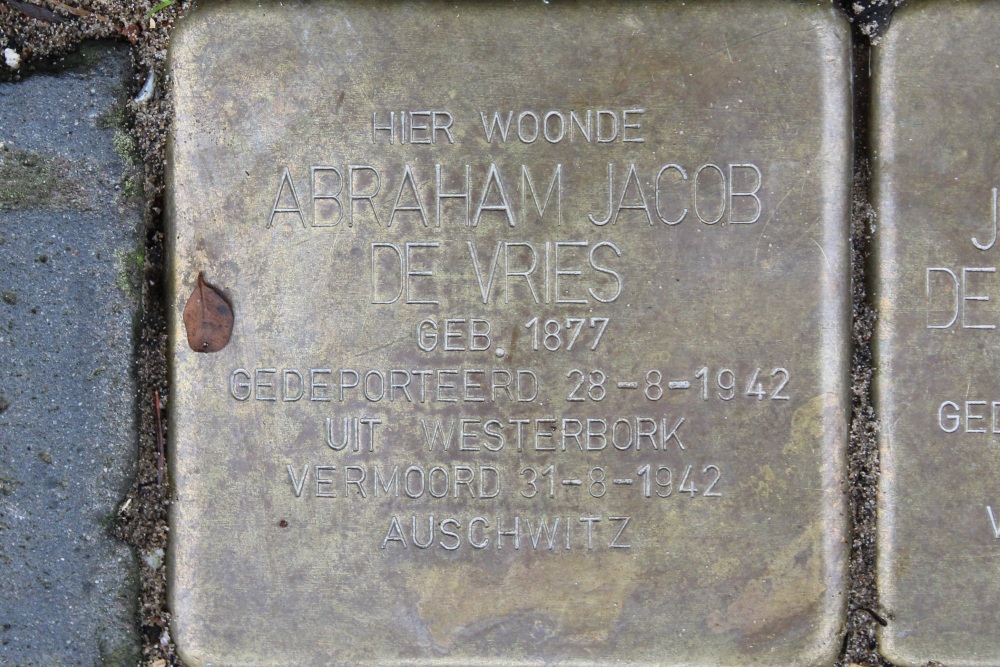 HIER WOONDE
ABRAHAM JACOB
DE VRIES
GEB. 1877
GEDEPORTEERD 28-8-1942
UIT WESTERBORK
VERMOORD 31-8-1942
AUSCHWITZ
DE